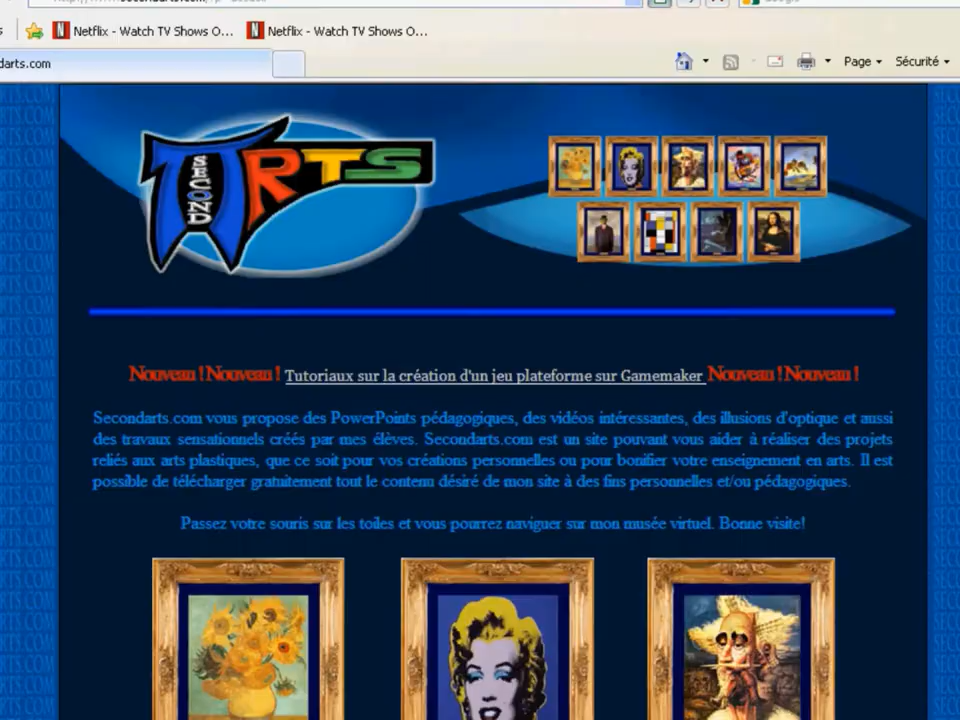 Netflix - Watch TV Shows O... Netflix - Watch TV Shows O...
darts.com
Page Sécurité
SECOND ARTS
Nouveau ! Nouveau ! Tutoriaux sur la création d'un jeu plateforme sur Gamemaker Nouveau ! Nouveau !
Secondarts.com vous propose des PowerPoints pédagogiques, des vidéos intéressantes, des illusions d'optique et aussi
des travaux sensationnels créés par mes élèves. Secondarts.com est un site pouvant vous aider à réaliser des projets
reliés aux arts plastiques, que ce soit pour vos créations personnelles ou pour bonifier votre enseignement en arts. Il est
possible de télécharger gratuitement tout le contenu désiré de mon site à des fins personnelles et/ou pédagogiques.
Passez votre souris sur les toiles et vous pourrez naviguer sur mon musée virtuel. Bonne visite!